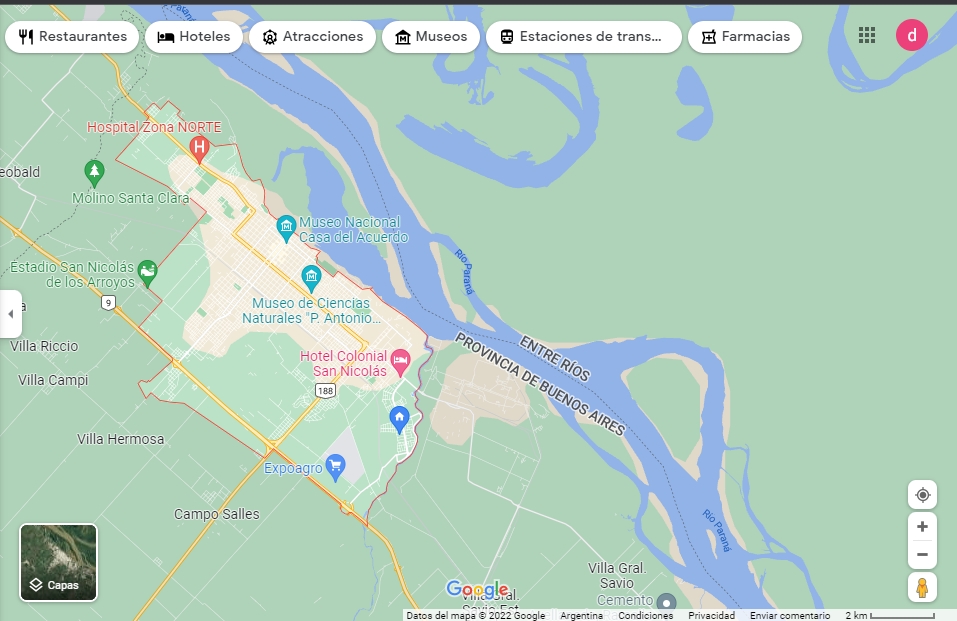 Paraná
Restaurantes
Hoteles
Atracciones
Museos
Estaciones de trans...
Farmacias
d
Hospital Zona NORTE
H
eobald
Molino Santa Clara
Museo Nacional
Casa del Acuerdo
Río Paraná
Estadio San Nicolás
de los Arroyos
9
Museo de Ciencias
Naturales "P. Antonio...
Villa Riccio
ENTRE RÍOS
PROVINCIA DE BUENOS AIRES
Hotel Colonial
San Nicolás
Villa Campi
188
Villa Hermosa
Expoagro
Campo Salles
Río Paraná
Capas
Villa Gral.
Savio
Google
Cemento
Datos del mapa © 2022 Google
Argentina
Condiciones
Privacidad
Enviar comentario
2 km